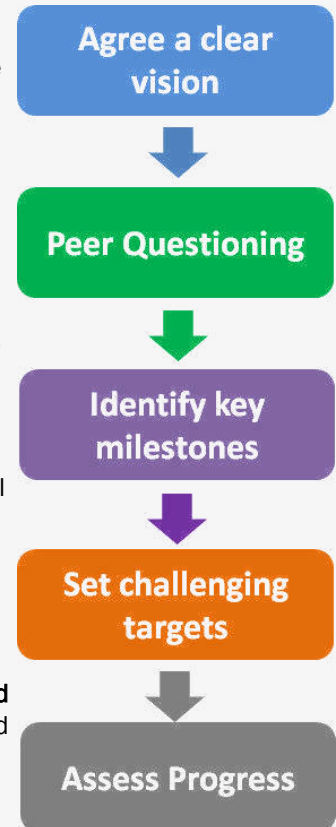 Agree a clear
vision
Peer Questioning
Identify key
milestones
Set challenging
targets
Assess Progress